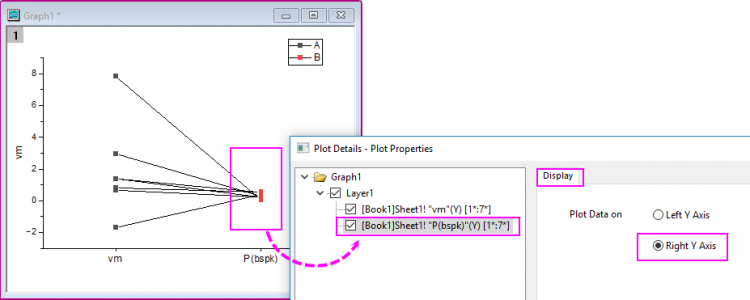 Graph1 *
1
A
B
8
6
4
2
0
−2
vm
vm
P(bspk)
Plot Details - Plot Properties
Graph1
Layer1
[Book1]Sheet1! "vm"(Y) [1*:7*]
[Book1]Sheet1! "P(bspk)"(Y) [1*:7*]
Display
Plot Data on
Left Y Axis
Right Y Axis